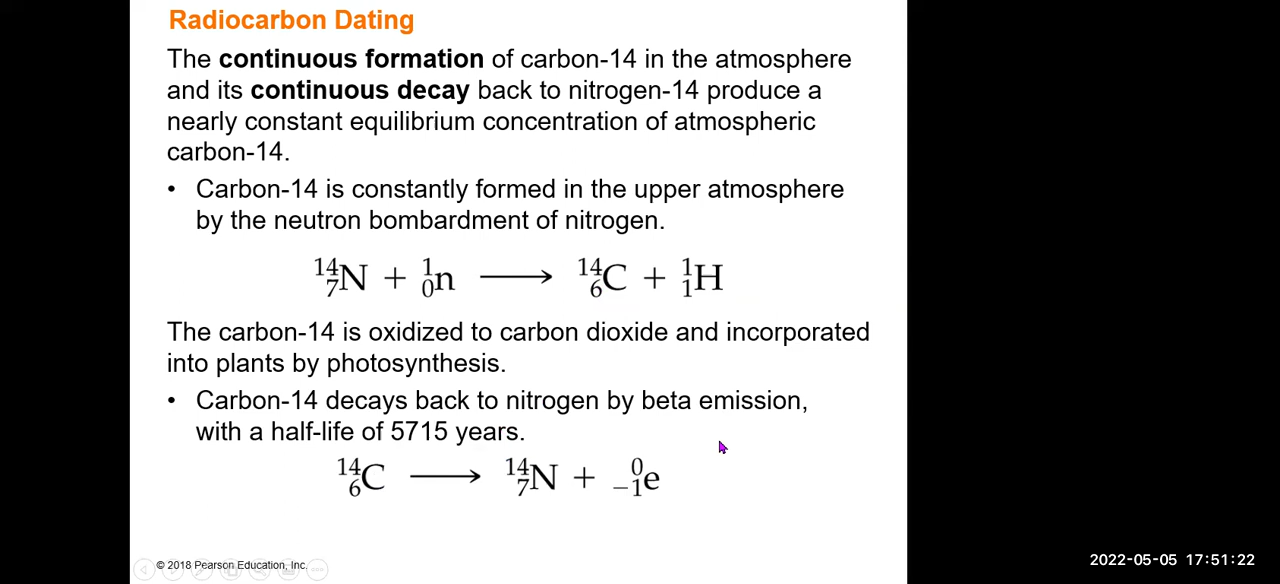 Radiocarbon Dating
The continuous formation of carbon-14 in the atmosphere
and its continuous decay back to nitrogen-14 produce a
nearly constant equilibrium concentration of atmospheric
carbon-14.
• Carbon-14 is constantly formed in the upper atmosphere
by the neutron bombardment of nitrogen.
¹⁴₇N + ¹₀n ⟶ ¹⁴₆C + ¹₁H
The carbon-14 is oxidized to carbon dioxide and incorporated
into plants by photosynthesis.
• Carbon-14 decays back to nitrogen by beta emission,
with a half-life of 5715 years.
¹⁴₆C ⟶ ¹⁴₇N + ⁰₋₁e
© 2018 Pearson Education, Inc.
2022-05-05 17:51:22